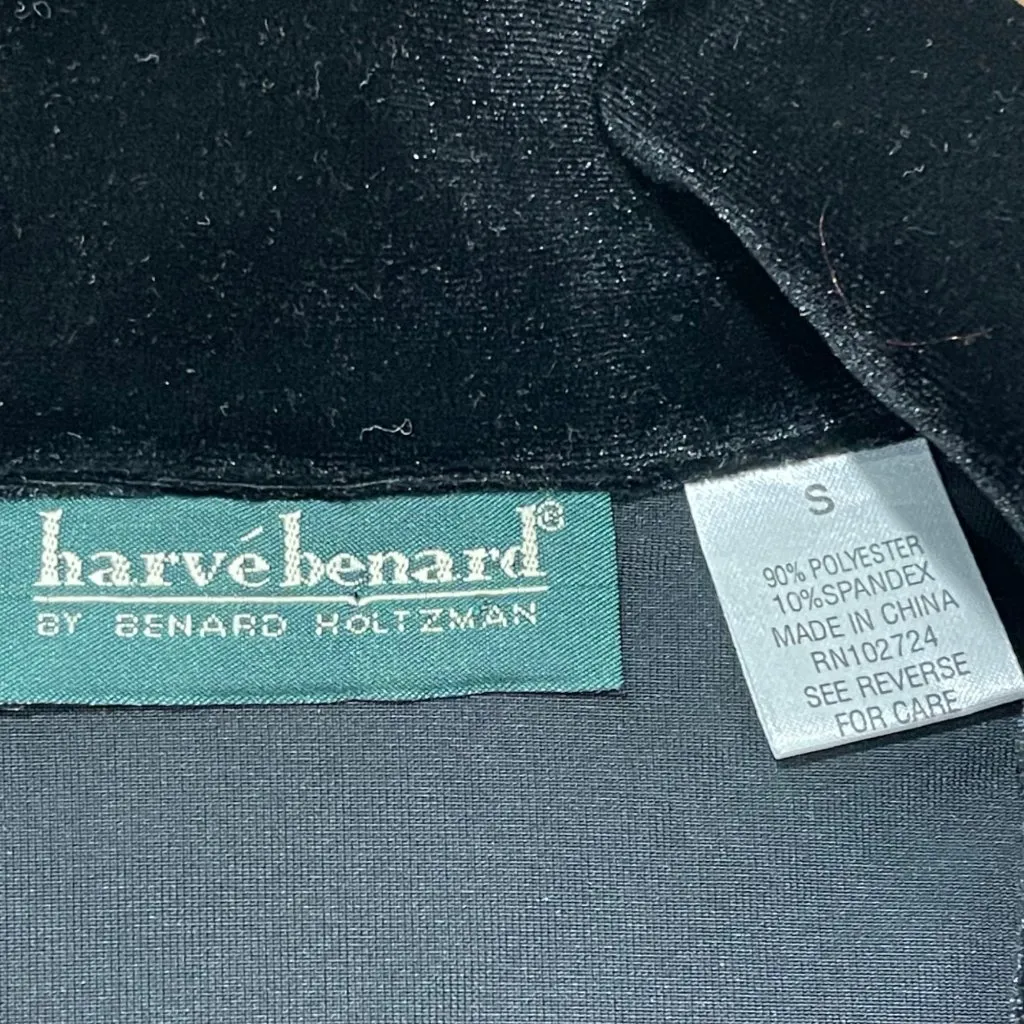 harvé benard®
BY BENARD HOLTZMAN
S
90% POLYESTER
10%SPANDEX
MADE IN CHINA
RN102724
SEE REVERSE
FOR CARE